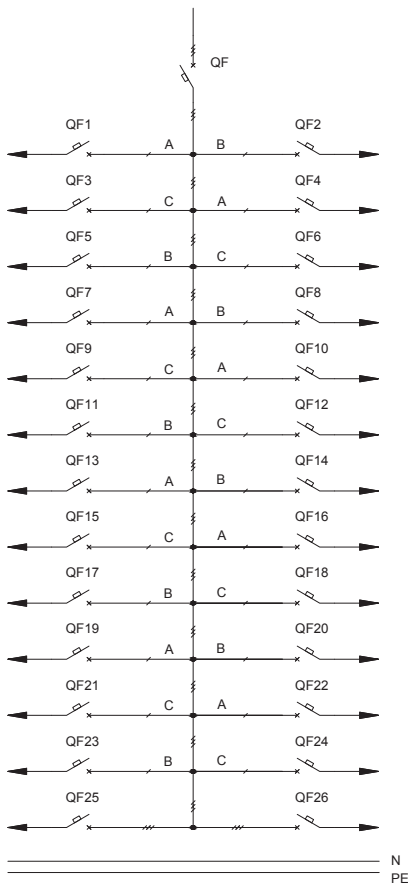 QF
QF1 QF2
A B
QF3 QF4
C A
QF5 QF6
B C
QF7 QF8
A B
QF9 QF10
C A
QF11 QF12
B C
QF13 QF14
A B
QF15 QF16
C A
QF17 QF18
B C
QF19 QF20
A B
QF21 QF22
C A
QF23 QF24
B C
QF25 QF26
N
PE